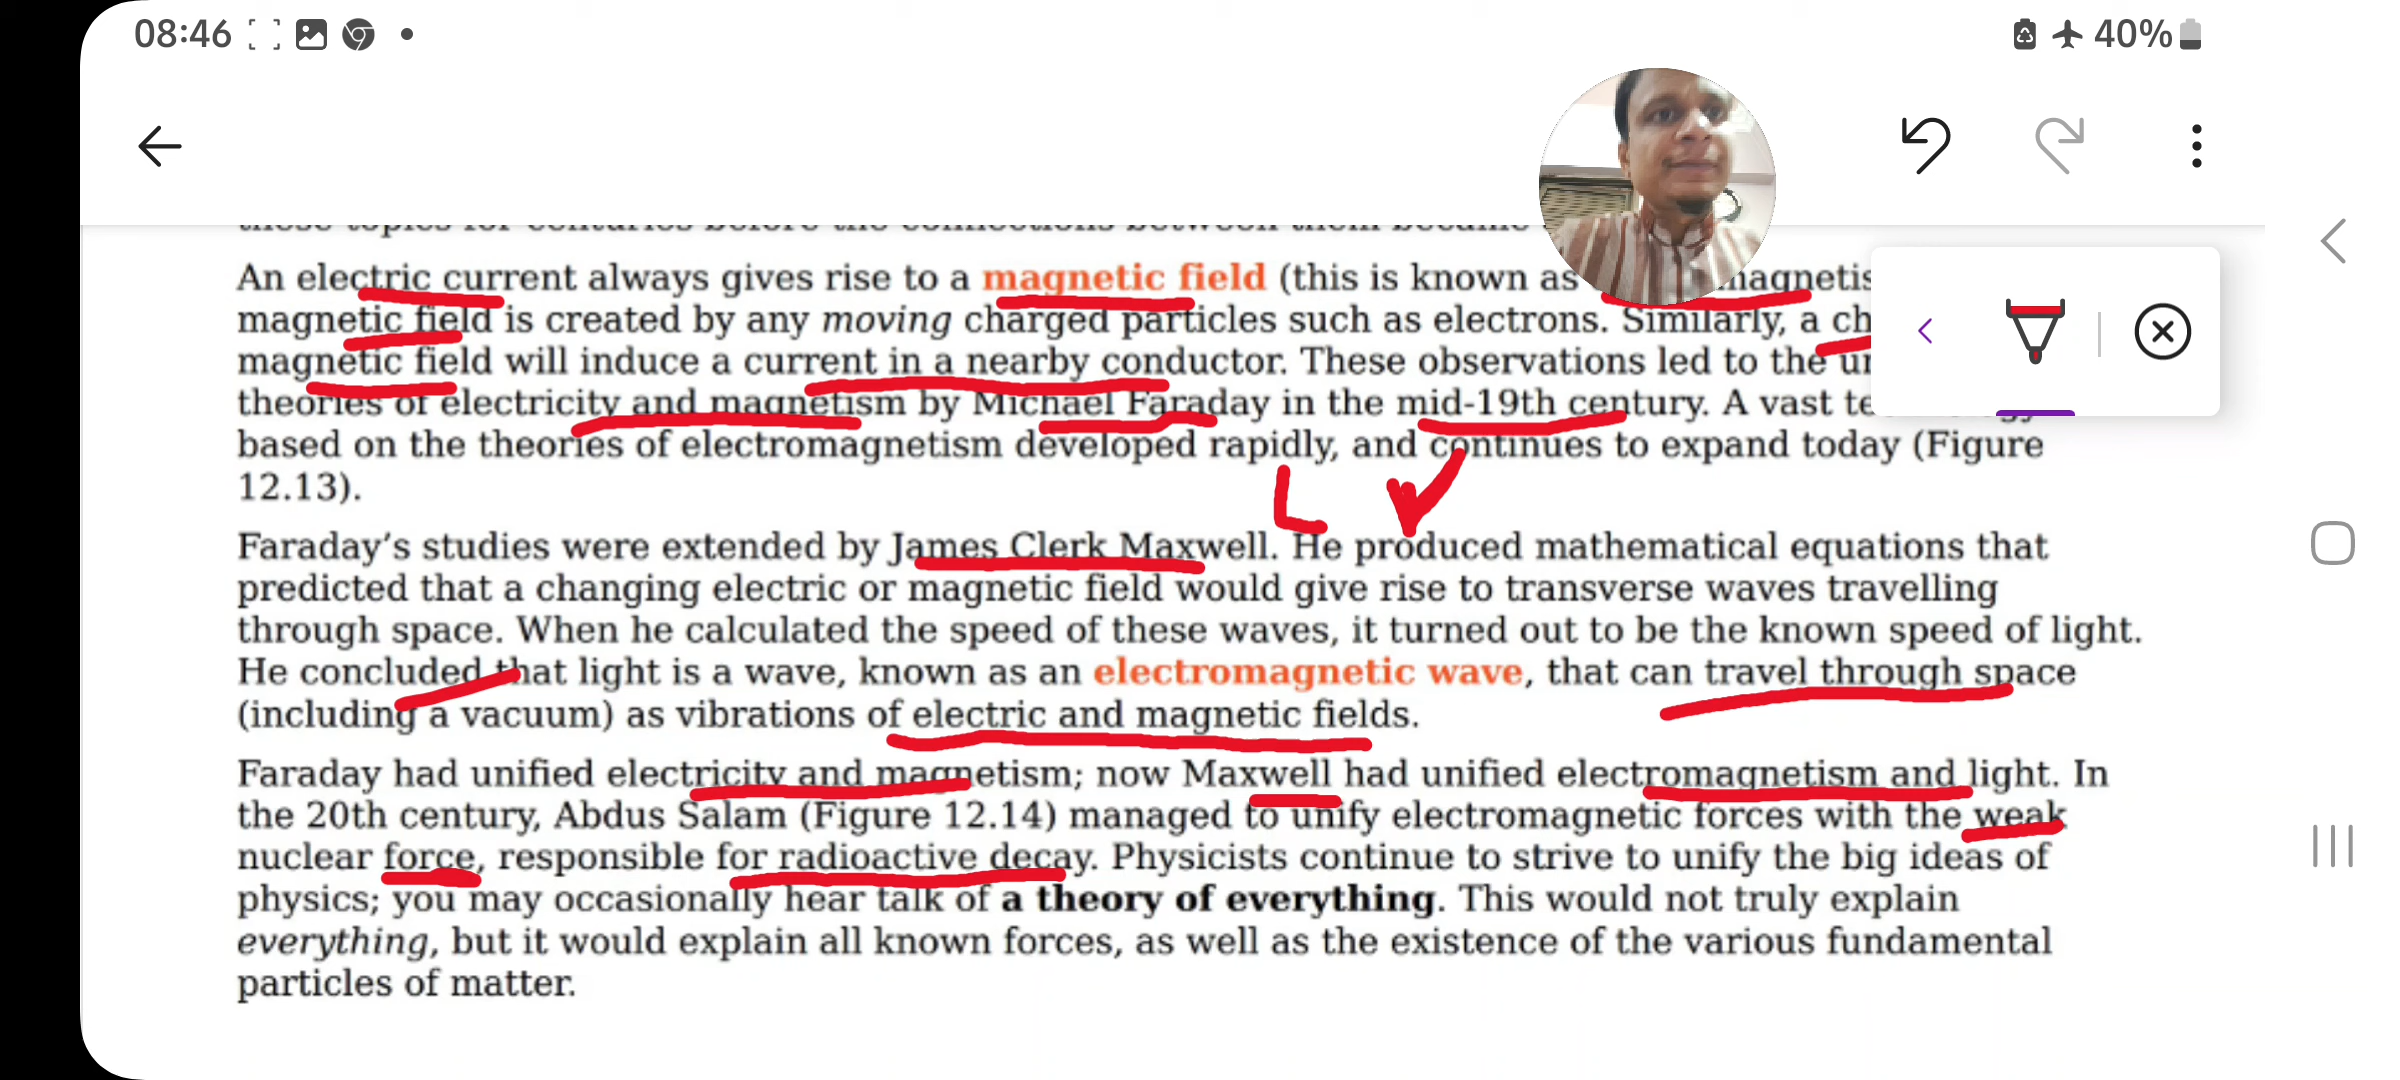 08:46
40%
An electric current always gives rise to a magnetic field (this is known as
magnetic field is created by any moving charged particles such as electrons. Similarly, a
magnetic field will induce a current in a nearby conductor. These observations led to the
theories of electricity and magnetism by Michael Faraday in the mid-19th century. A vast
based on the theories of electromagnetism developed rapidly, and continues to expand today (Figure
12.13).
Faraday’s studies were extended by James Clerk Maxwell. He produced mathematical equations that
predicted that a changing electric or magnetic field would give rise to transverse waves travelling
through space. When he calculated the speed of these waves, it turned out to be the known speed of light.
He concluded that light is a wave, known as an electromagnetic wave, that can travel through space
(including a vacuum) as vibrations of electric and magnetic fields.
Faraday had unified electricity and magnetism; now Maxwell had unified electromagnetism and light. In
the 20th century, Abdus Salam (Figure 12.14) managed to unify electromagnetic forces with the weak
nuclear force, responsible for radioactive decay. Physicists continue to strive to unify the big ideas of
physics; you may occasionally hear talk of a theory of everything. This would not truly explain
everything, but it would explain all known forces, as well as the existence of the various fundamental
particles of matter.